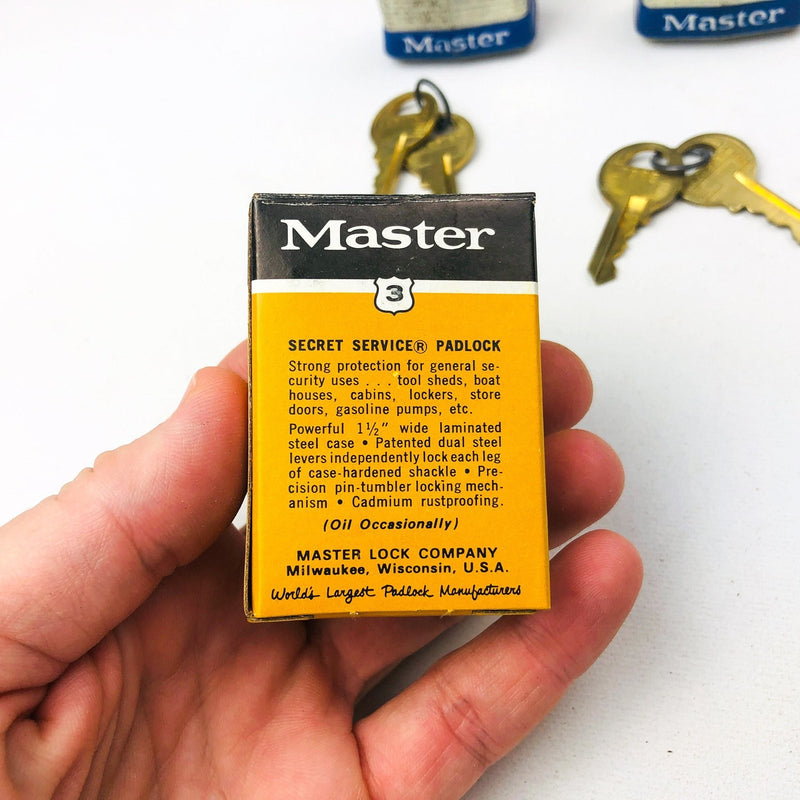 Master
Master
Master
3
SECRET SERVICE® PADLOCK
Strong protection for general se-
curity uses . . . tool sheds, boat
houses, cabins, lockers, store
doors, gasoline pumps, etc.
Powerful 1½" wide laminated
steel case • Patented dual steel
levers independently lock each leg
of case-hardened shackle • Pre-
cision pin-tumbler locking mech-
anism • Cadmium rustproofing.
(Oil Occasionally)
MASTER LOCK COMPANY
Milwaukee, Wisconsin, U.S.A.
World's Largest Padlock Manufacturers